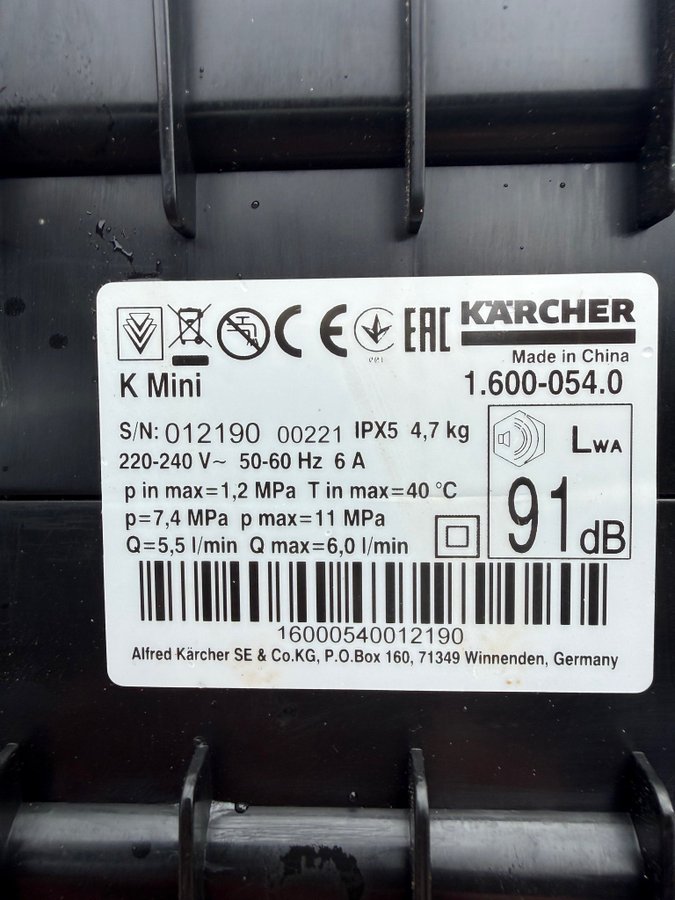 CE EAC KÄRCHER
Made in China
K Mini 1.600-054.0
S/N: 012190 00221 IPX5 4,7 kg
220-240 V~ 50-60 Hz 6 A
p in max=1,2 MPa T in max=40 °C
p=7,4 MPa p max=11 MPa
Q=5,5 l/min Q max=6,0 l/min
LWA
91 dB
16000540012190
Alfred Kärcher SE & Co.KG, P.O.Box 160, 71349 Winnenden, Germany